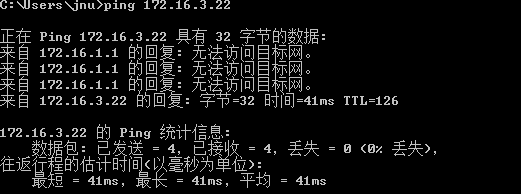 C:\Users\jnu>ping 172.16.3.22
正在 Ping 172.16.3.22 具有 32 字节的数据:
来自 172.16.1.1 的回复: 无法访问目标网。
来自 172.16.1.1 的回复: 无法访问目标网。
来自 172.16.1.1 的回复: 无法访问目标网。
来自 172.16.3.22 的回复: 字节=32 时间=41ms TTL=126
172.16.3.22 的 Ping 统计信息:
数据包: 已发送 = 4, 已接收 = 4, 丢失 = 0 (0% 丢失),
往返行程的估计时间(以毫秒为单位):
最短 = 41ms, 最长 = 41ms, 平均 = 41ms